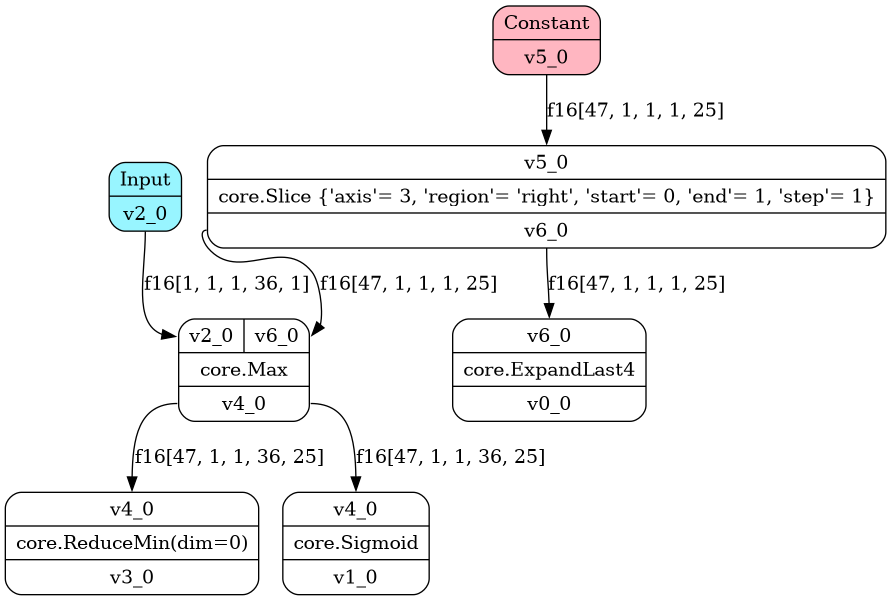 Constant
v5_0
f16[47, 1, 1, 1, 25]
Input
v2_0
v5_0
core.Slice {'axis'= 3, 'region'= 'right', 'start'= 0, 'end'= 1, 'step'= 1}
v6_0
f16[1, 1, 1, 36, 1]
f16[47, 1, 1, 1, 25]
f16[47, 1, 1, 1, 25]
v2_0 v6_0
core.Max
v4_0
v6_0
core.ExpandLast4
v0_0
f16[47, 1, 1, 36, 25]
f16[47, 1, 1, 36, 25]
v4_0
core.ReduceMin(dim=0)
v3_0
v4_0
core.Sigmoid
v1_0